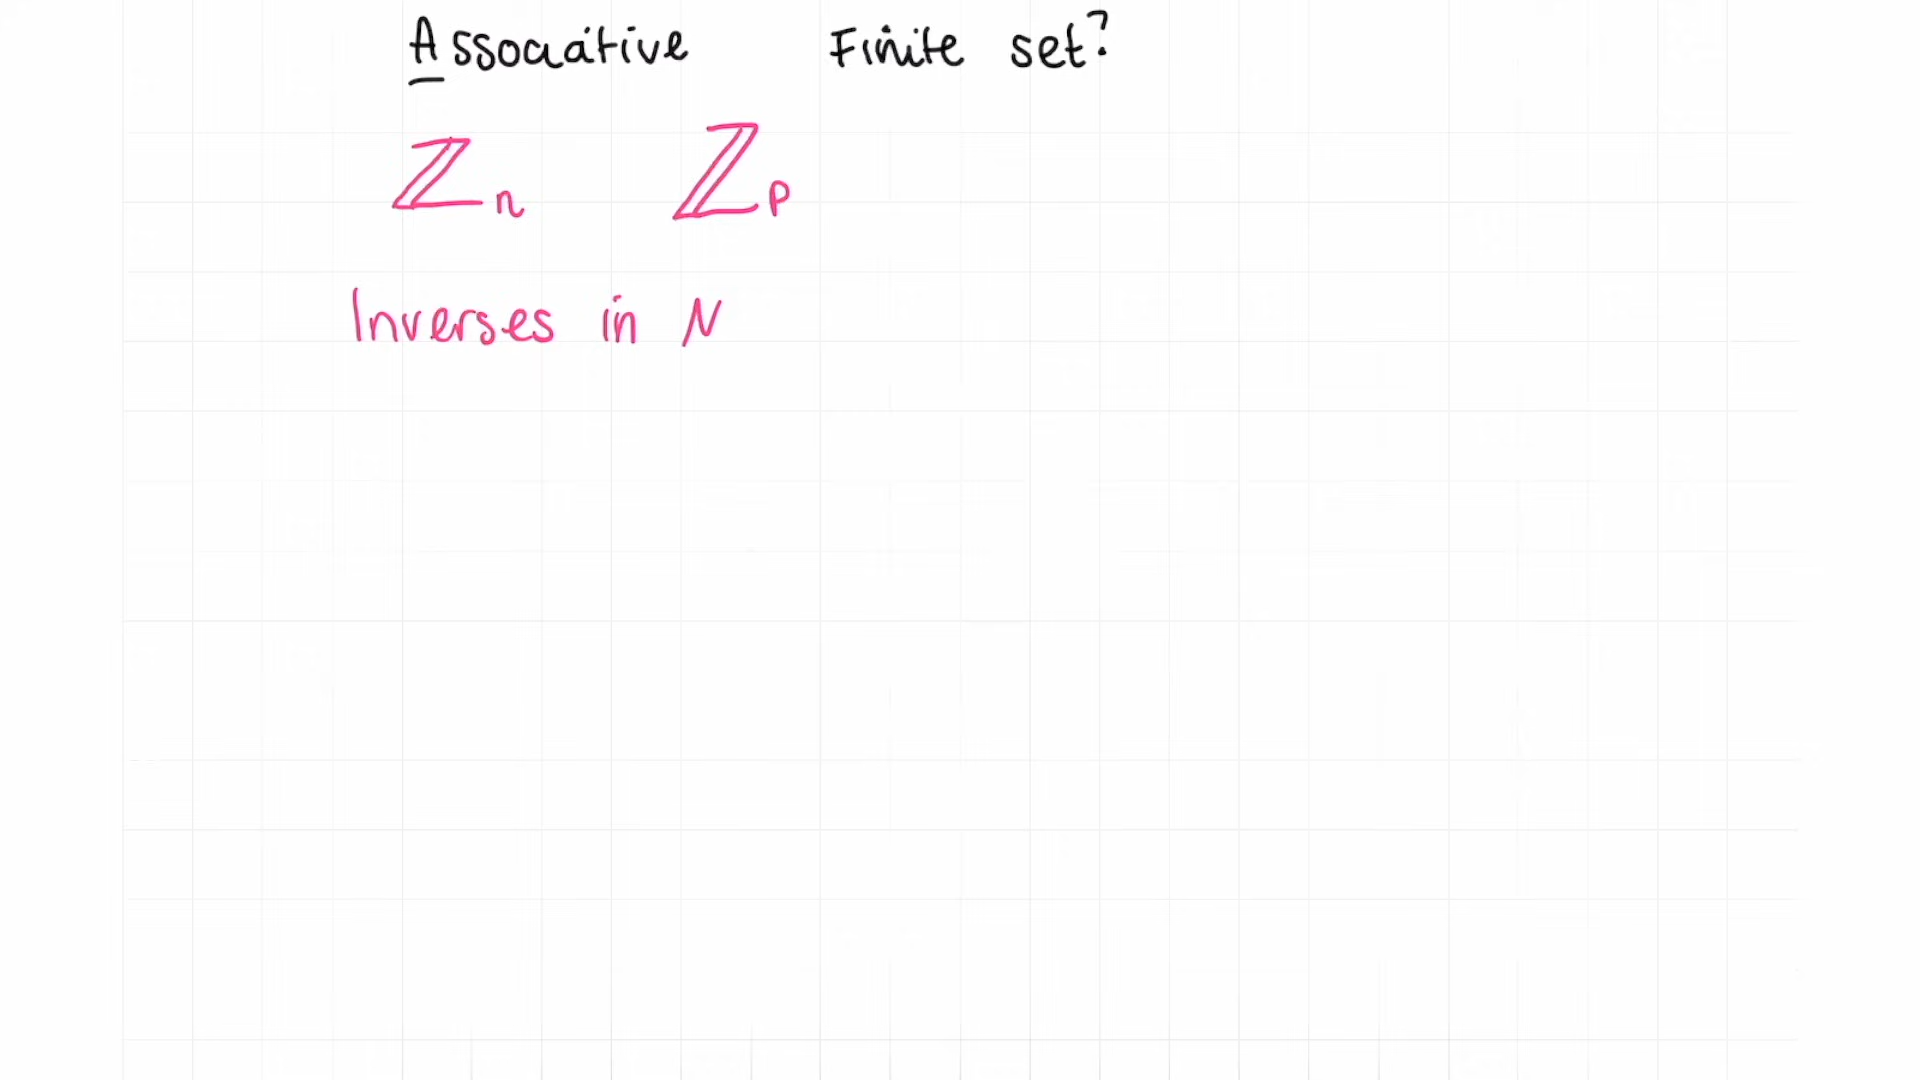 Associative Finite set?
ℤn ℤp
Inverses in N